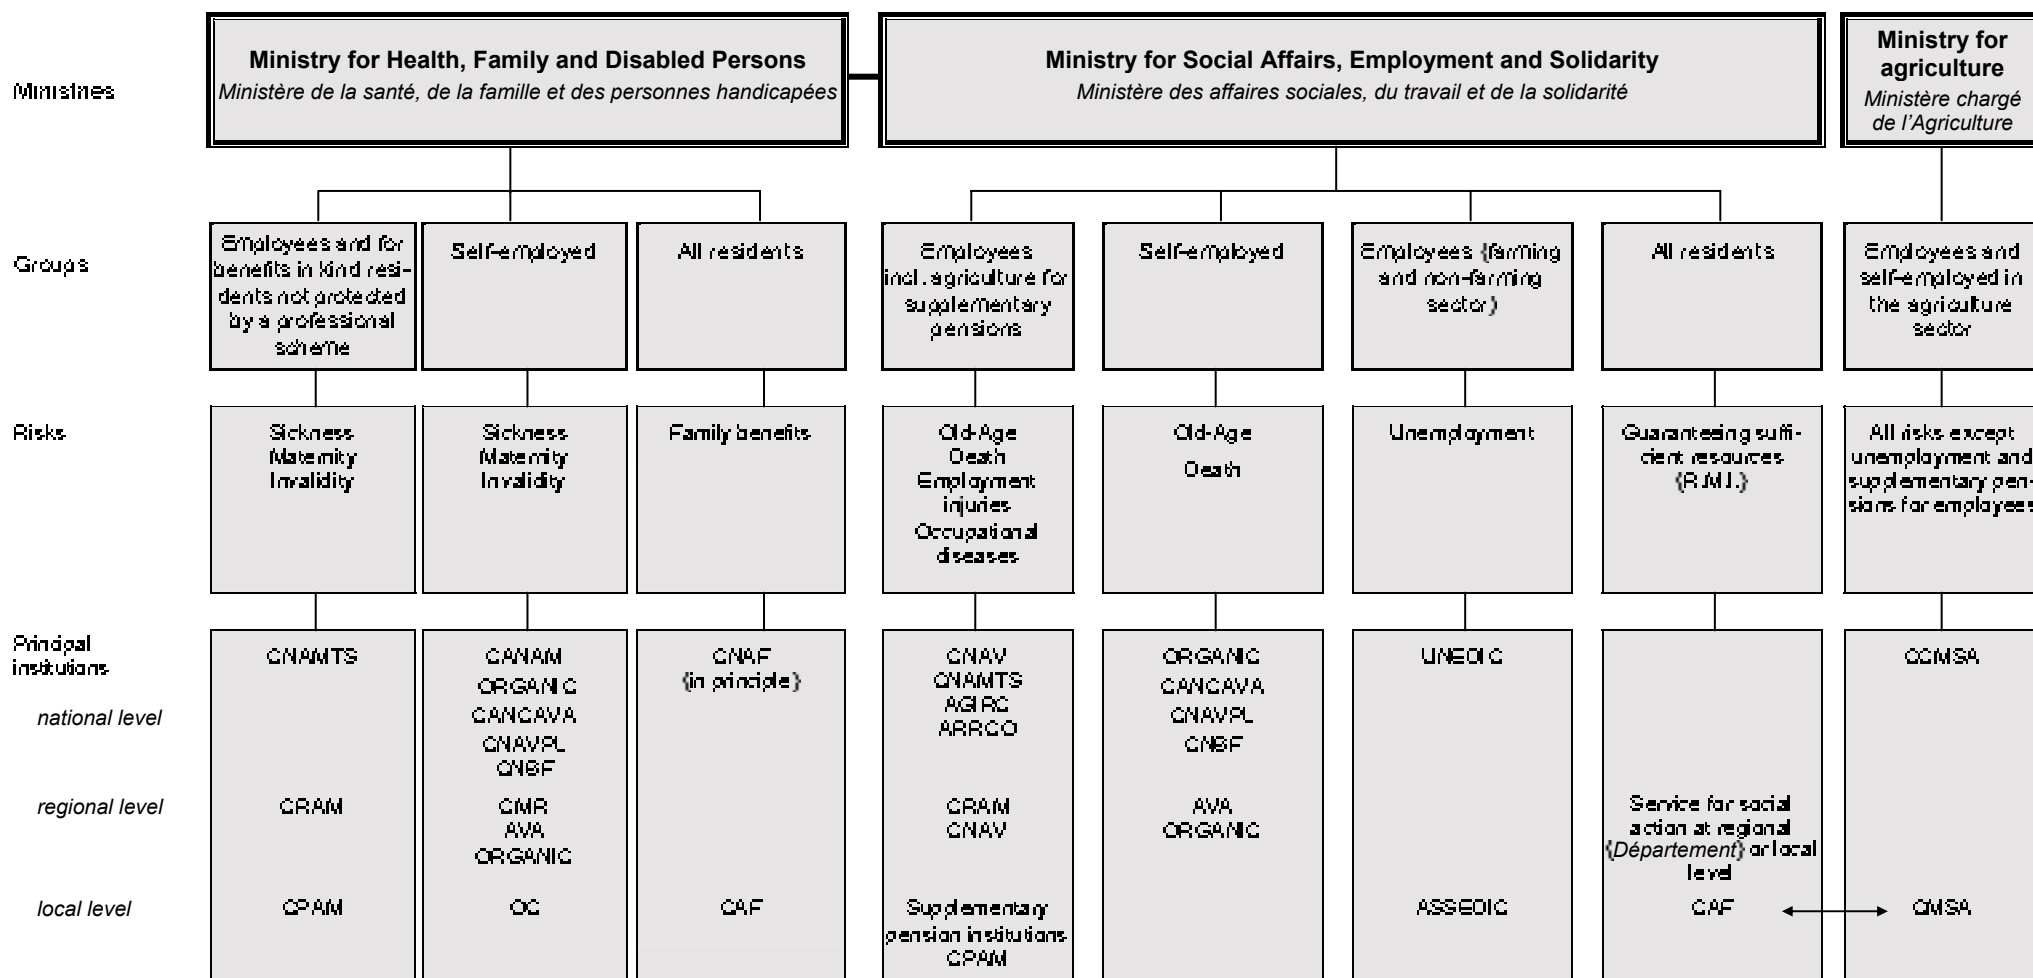 Ministries
Ministry for Health, Family and Disabled Persons
Ministère de la santé, de la famille et des personnes handicapées
Ministry for Social Affairs, Employment and Solidarity
Ministère des affaires sociales, du travail et de la solidarité
Ministry for
agriculture
Ministère chargé
de l'Agriculture
Groups
Employees and for
benefits in kind resi-
dents not protected
by a professional
scheme
Self-employed
All residents
Employees
incl. agriculture for
supplementary
pensions
Self-employed
Employees (farming
and non-farming
sector)
All residents
Employees and
self-employed in
the agriculture
sector
Risks
Sickness
Maternity
Invalidity
Sickness
Maternity
Invalidity
Family benefits
Old-Age
Death
Employment
injuries
Occupational
diseases
Old-Age
Death
Unemployment
Guaranteeing suffi-
cient resources
(R.M.I.)
All risks except
unemployment and
supplementary pen-
sions for employees
Principal
institutions
national level
CNAMTS
CANAM
ORGANIC
CANCAVA
CNAVPL
CNBF
CNAF
(in principle)
CNAV
CNAMTS
AGIRC
ARRCO
ORGANIC
CANCAVA
CNAVPL
CNBF
UNEDIC
CCMSA
regional level
CRAM
CMR
AVA
ORGANIC
CRAM
CNAV
AVA
ORGANIC
Service for social
action at regional
(Département) or local
level
local level
CPAM
OC
CAF
Supplementary
pension institutions
CPAM
ASSEDIC
CAF
CMSA